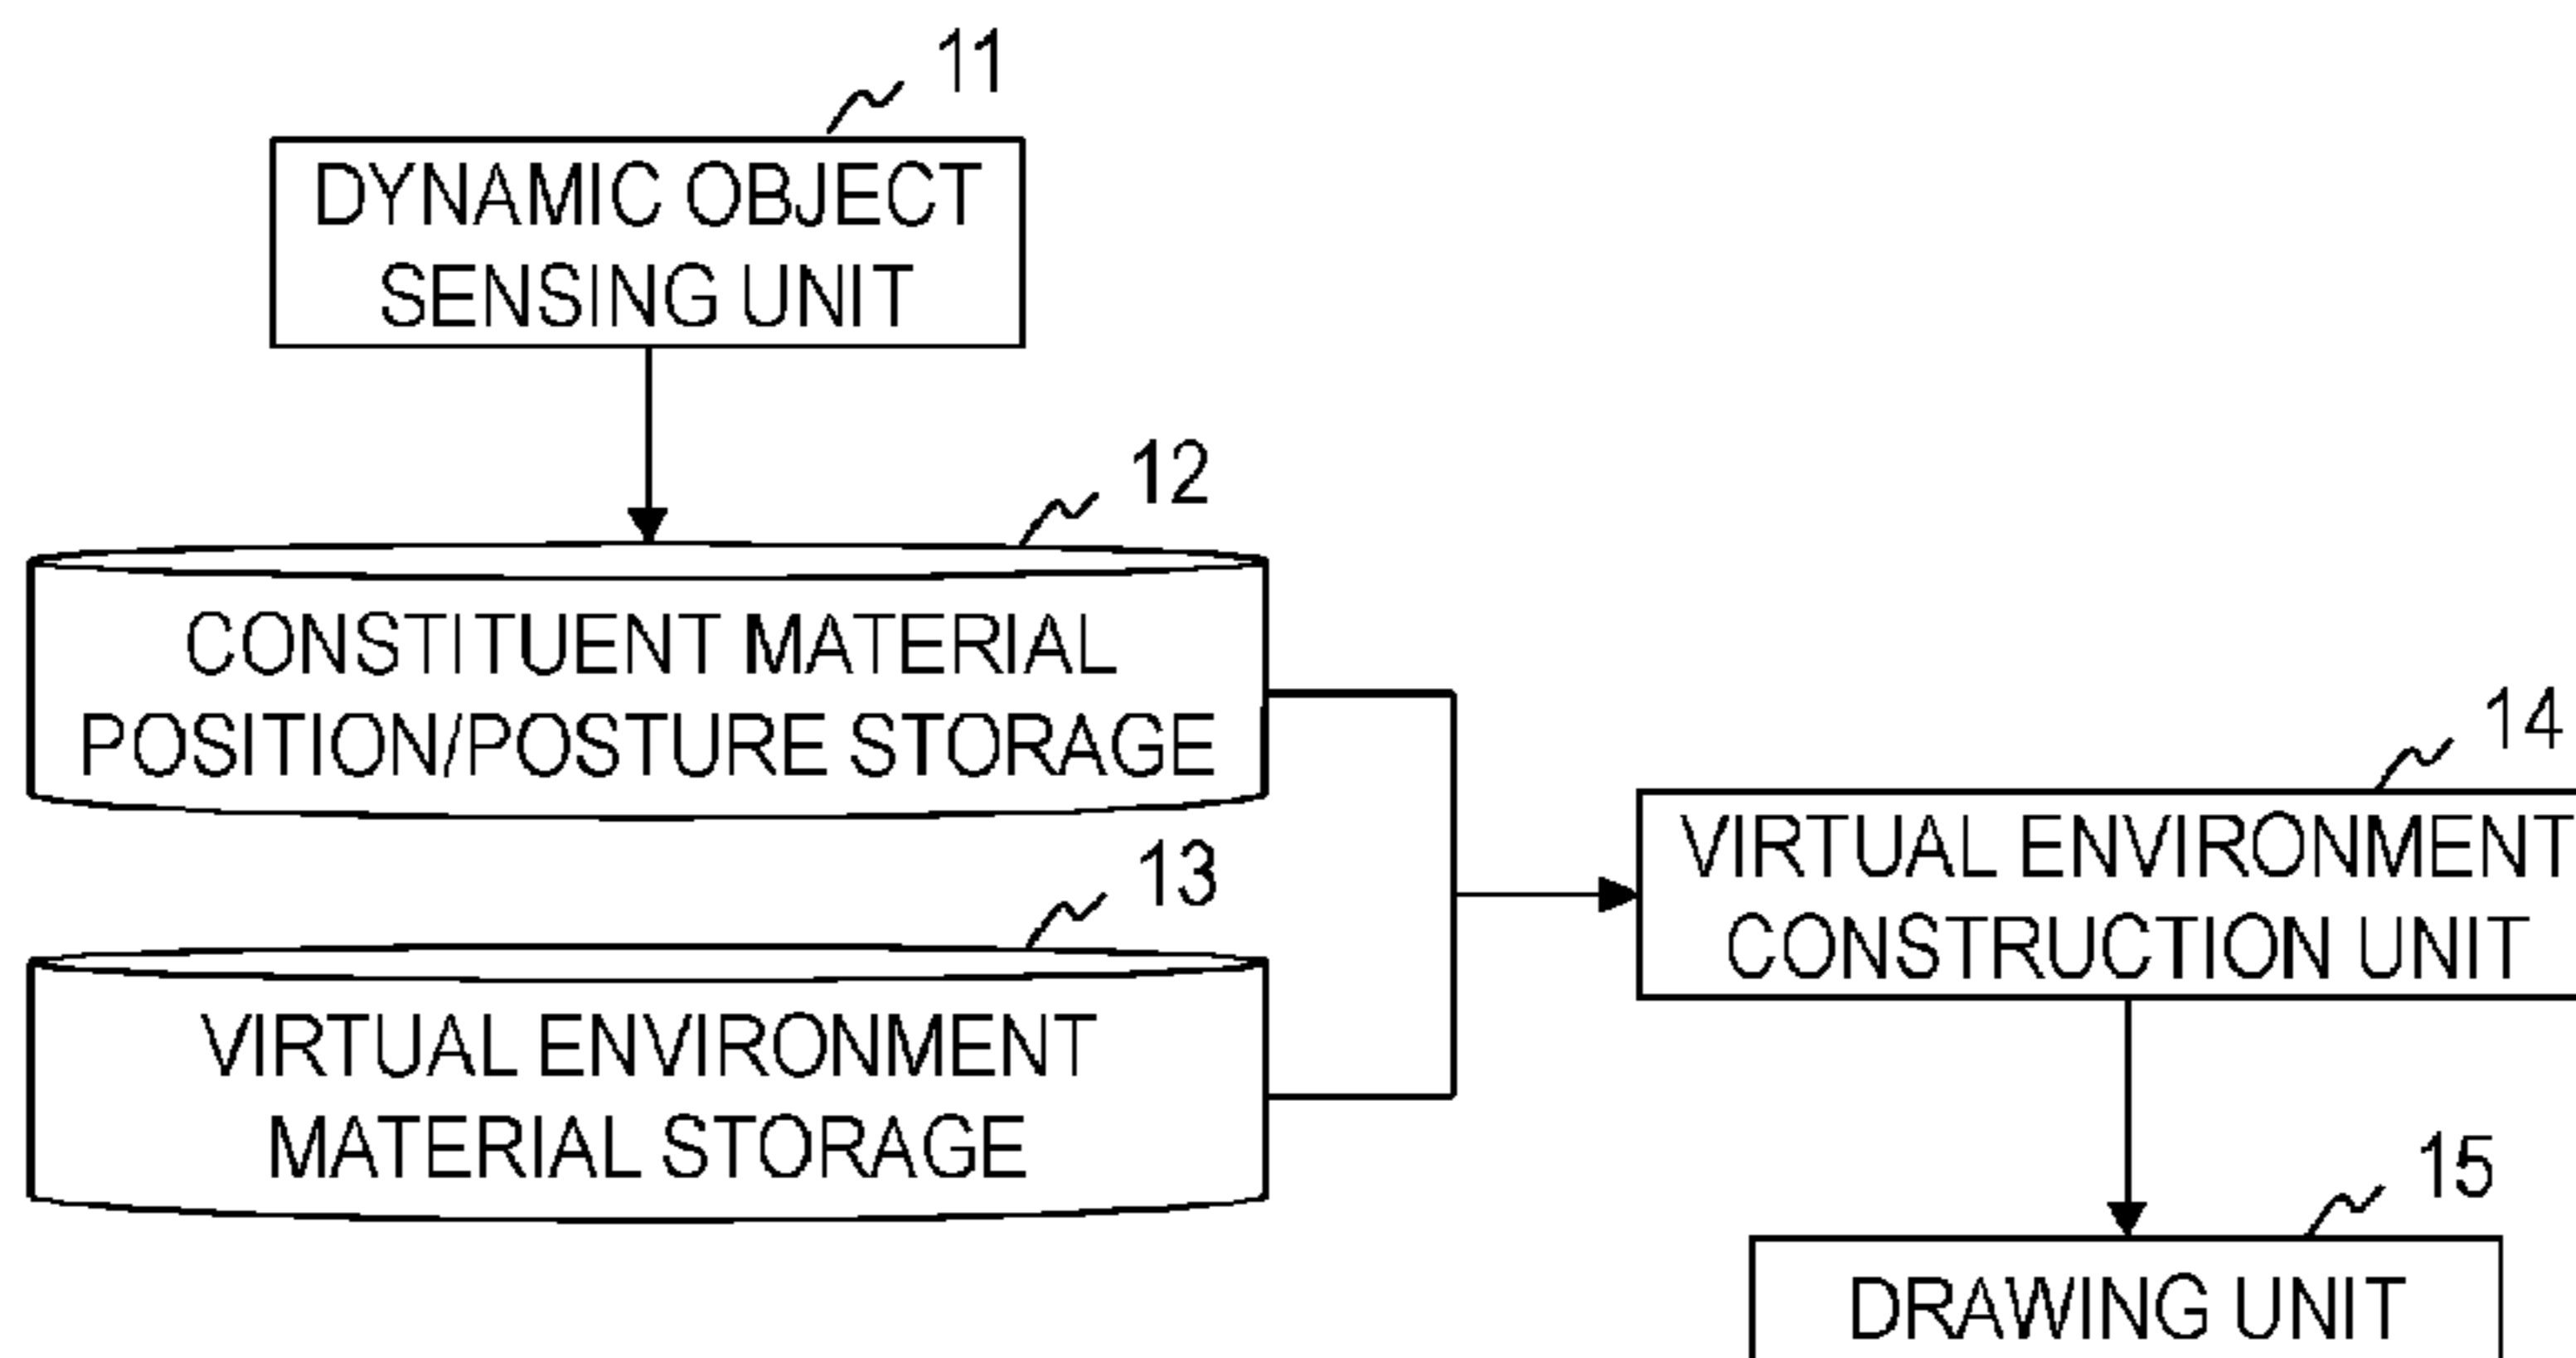 11
DYNAMIC OBJECT
SENSING UNIT
12
CONSTITUENT MATERIAL
POSITION/POSTURE STORAGE
13
VIRTUAL ENVIRONMENT
MATERIAL STORAGE
14
VIRTUAL ENVIRONMENT
CONSTRUCTION UNIT
15
DRAWING UNIT